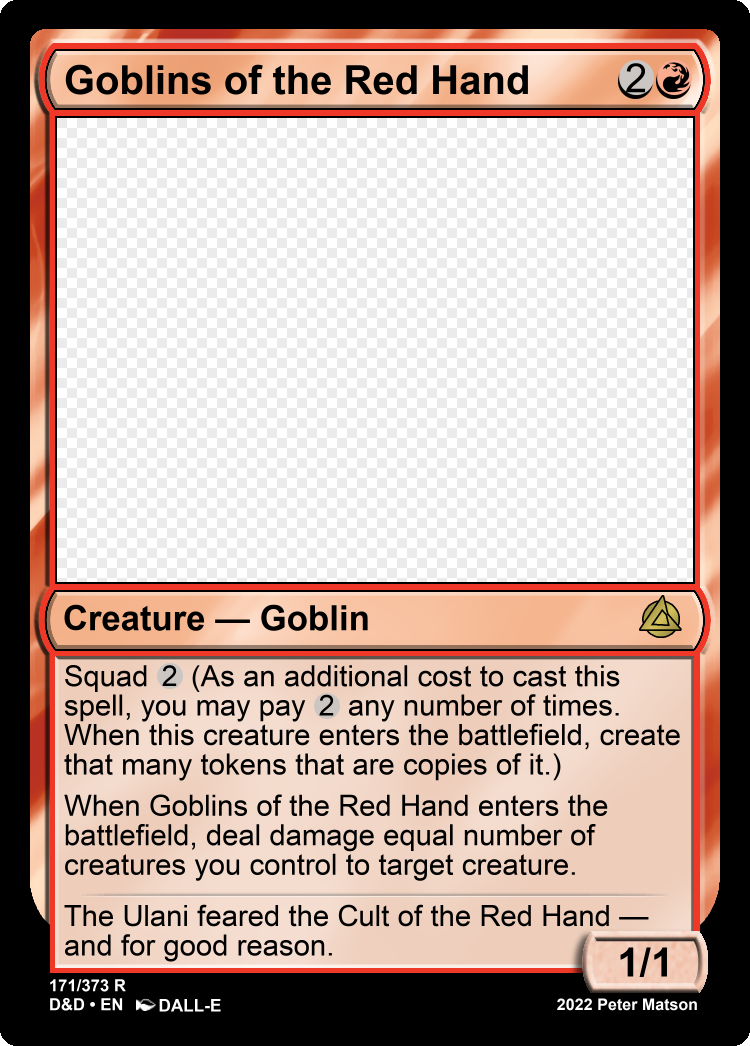 Goblins of the Red Hand 2
Creature — Goblin
Squad 2 (As an additional cost to cast this
spell, you may pay 2 any number of times.
When this creature enters the battlefield, create
that many tokens that are copies of it.)
When Goblins of the Red Hand enters the
battlefield, deal damage equal number of
creatures you control to target creature.
The Ulani feared the Cult of the Red Hand —
and for good reason.
1/1
171/373 R
D&D • EN DALL-E
2022 Peter Matson